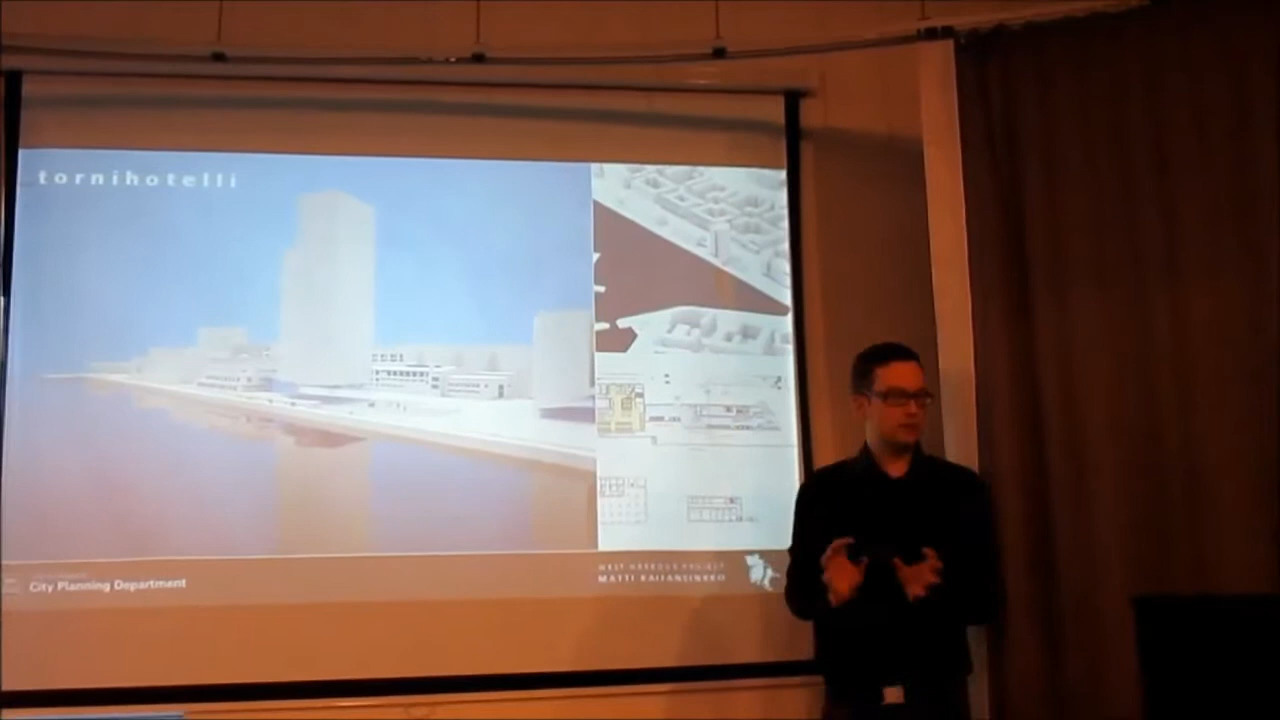 tornihotelli
City Planning Department
WEST HARBOUR PROJECT
MATTI KAIJANSINKKO